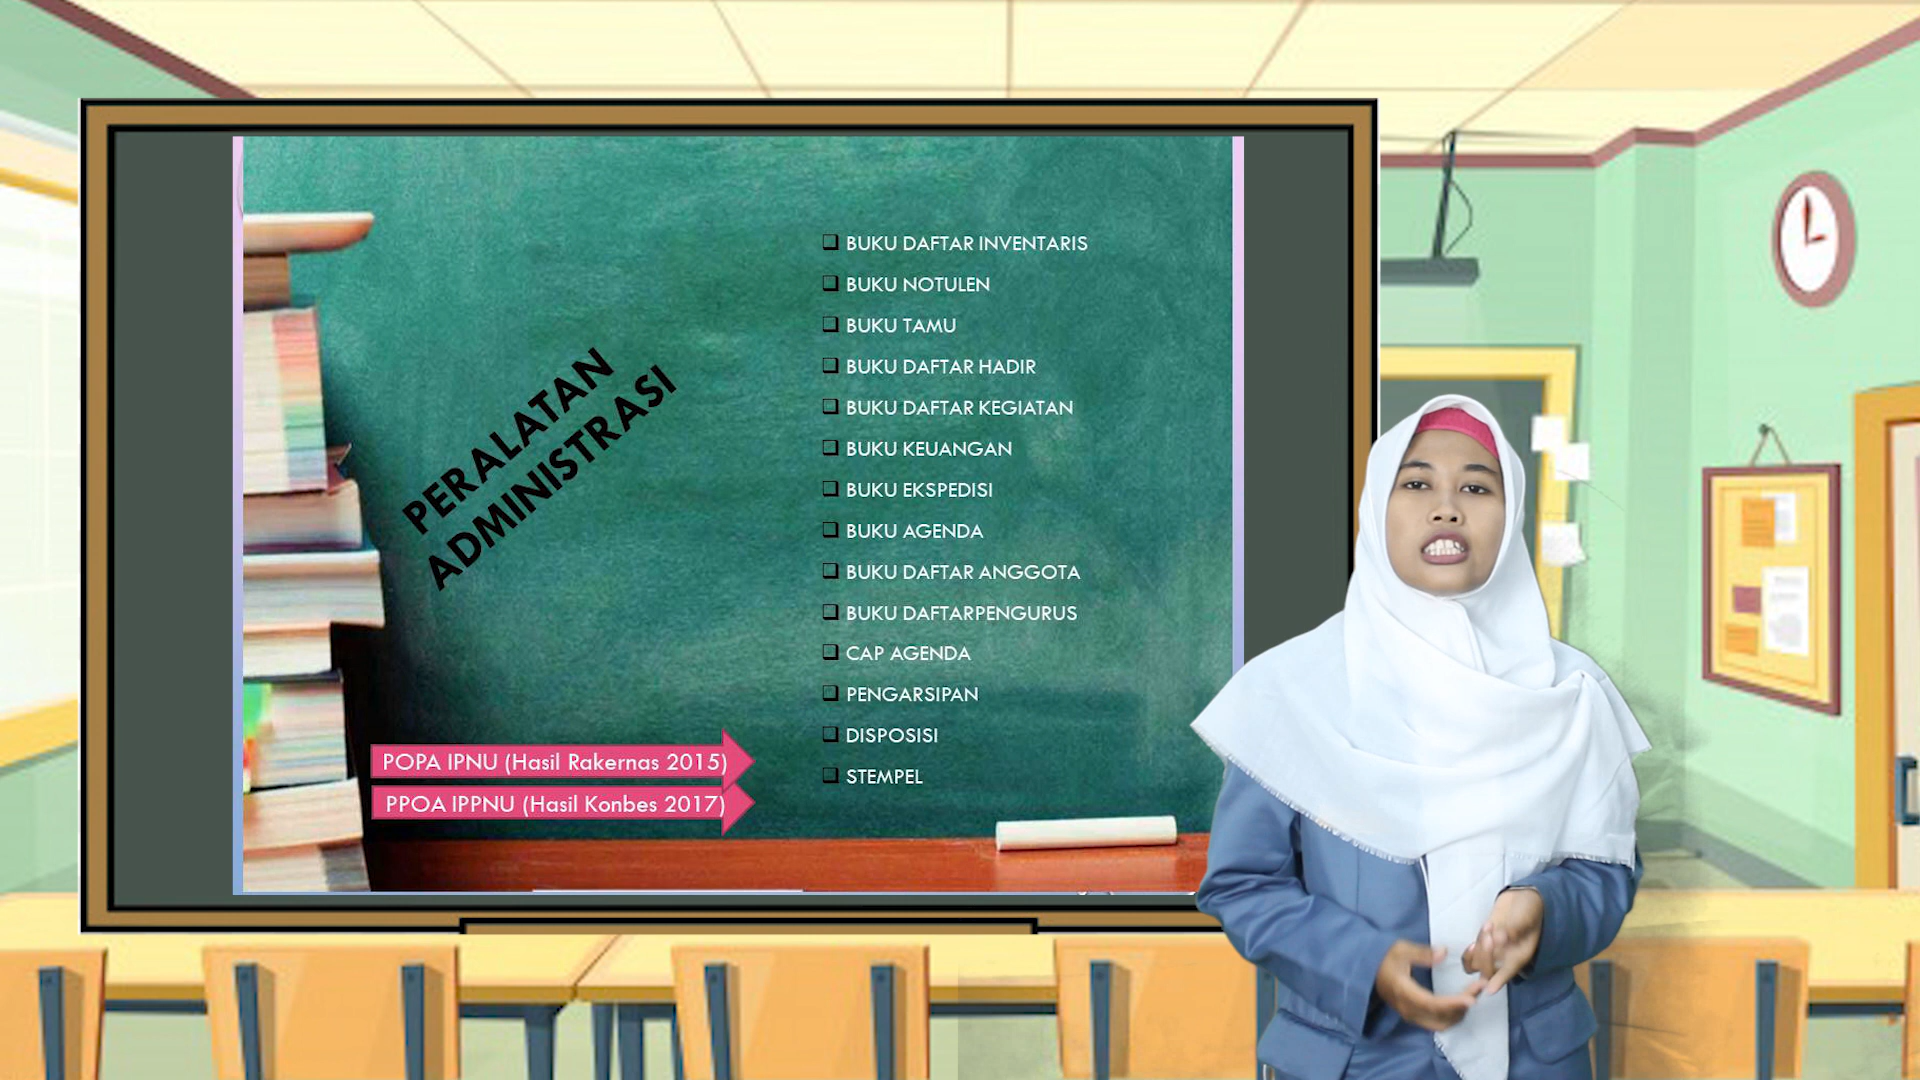 PERALATAN
ADMINISTRASI
BUKU DAFTAR INVENTARIS
BUKU NOTULEN
BUKU TAMU
BUKU DAFTAR HADIR
BUKU DAFTAR KEGIATAN
BUKU KEUANGAN
BUKU EKSPEDISI
BUKU AGENDA
BUKU DAFTAR ANGGOTA
BUKU DAFTARPENGURUS
CAP AGENDA
PENGARSIPAN
DISPOSISI
STEMPEL
POPA IPNU (Hasil Rakernas 2015)
PPOA IPPNU (Hasil Konbes 2017)